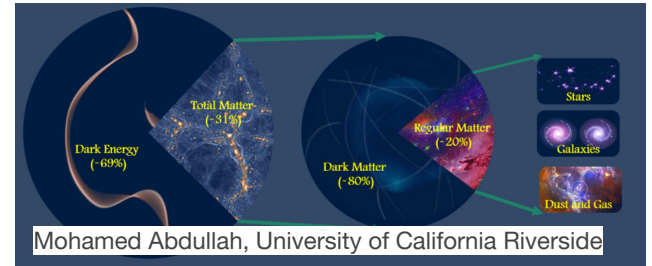 Dark Energy
(~69%)
Total Matter
(~31%)
Dark Matter
(~80%)
Regular Matter
(~20%)
Stars
Galaxies
Dust and Gas
Mohamed Abdullah, University of California Riverside